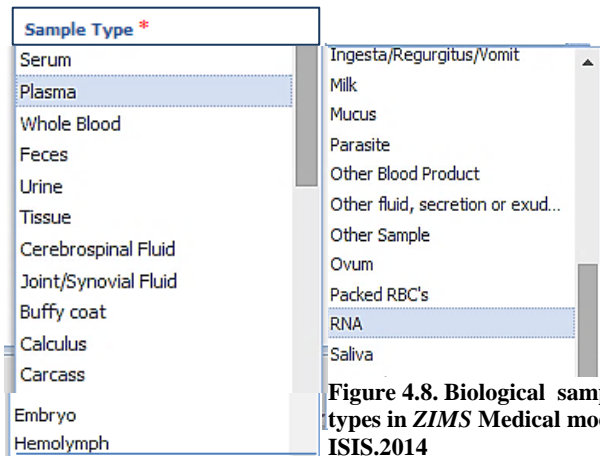 Sample Type *
Serum
Plasma
Whole Blood
Feces
Urine
Tissue
Cerebrospinal Fluid
Joint/Synovial Fluid
Buffy coat
Calculus
Carcass
Embryo
Hemolymph
Ingesta/Regurgitus/Vomit
Milk
Mucus
Parasite
Other Blood Product
Other fluid, secretion or exud...
Other Sample
Ovum
Packed RBC's
RNA
Saliva
Figure 4.8. Biological
types in ZIMS Medical
ISIS.2014